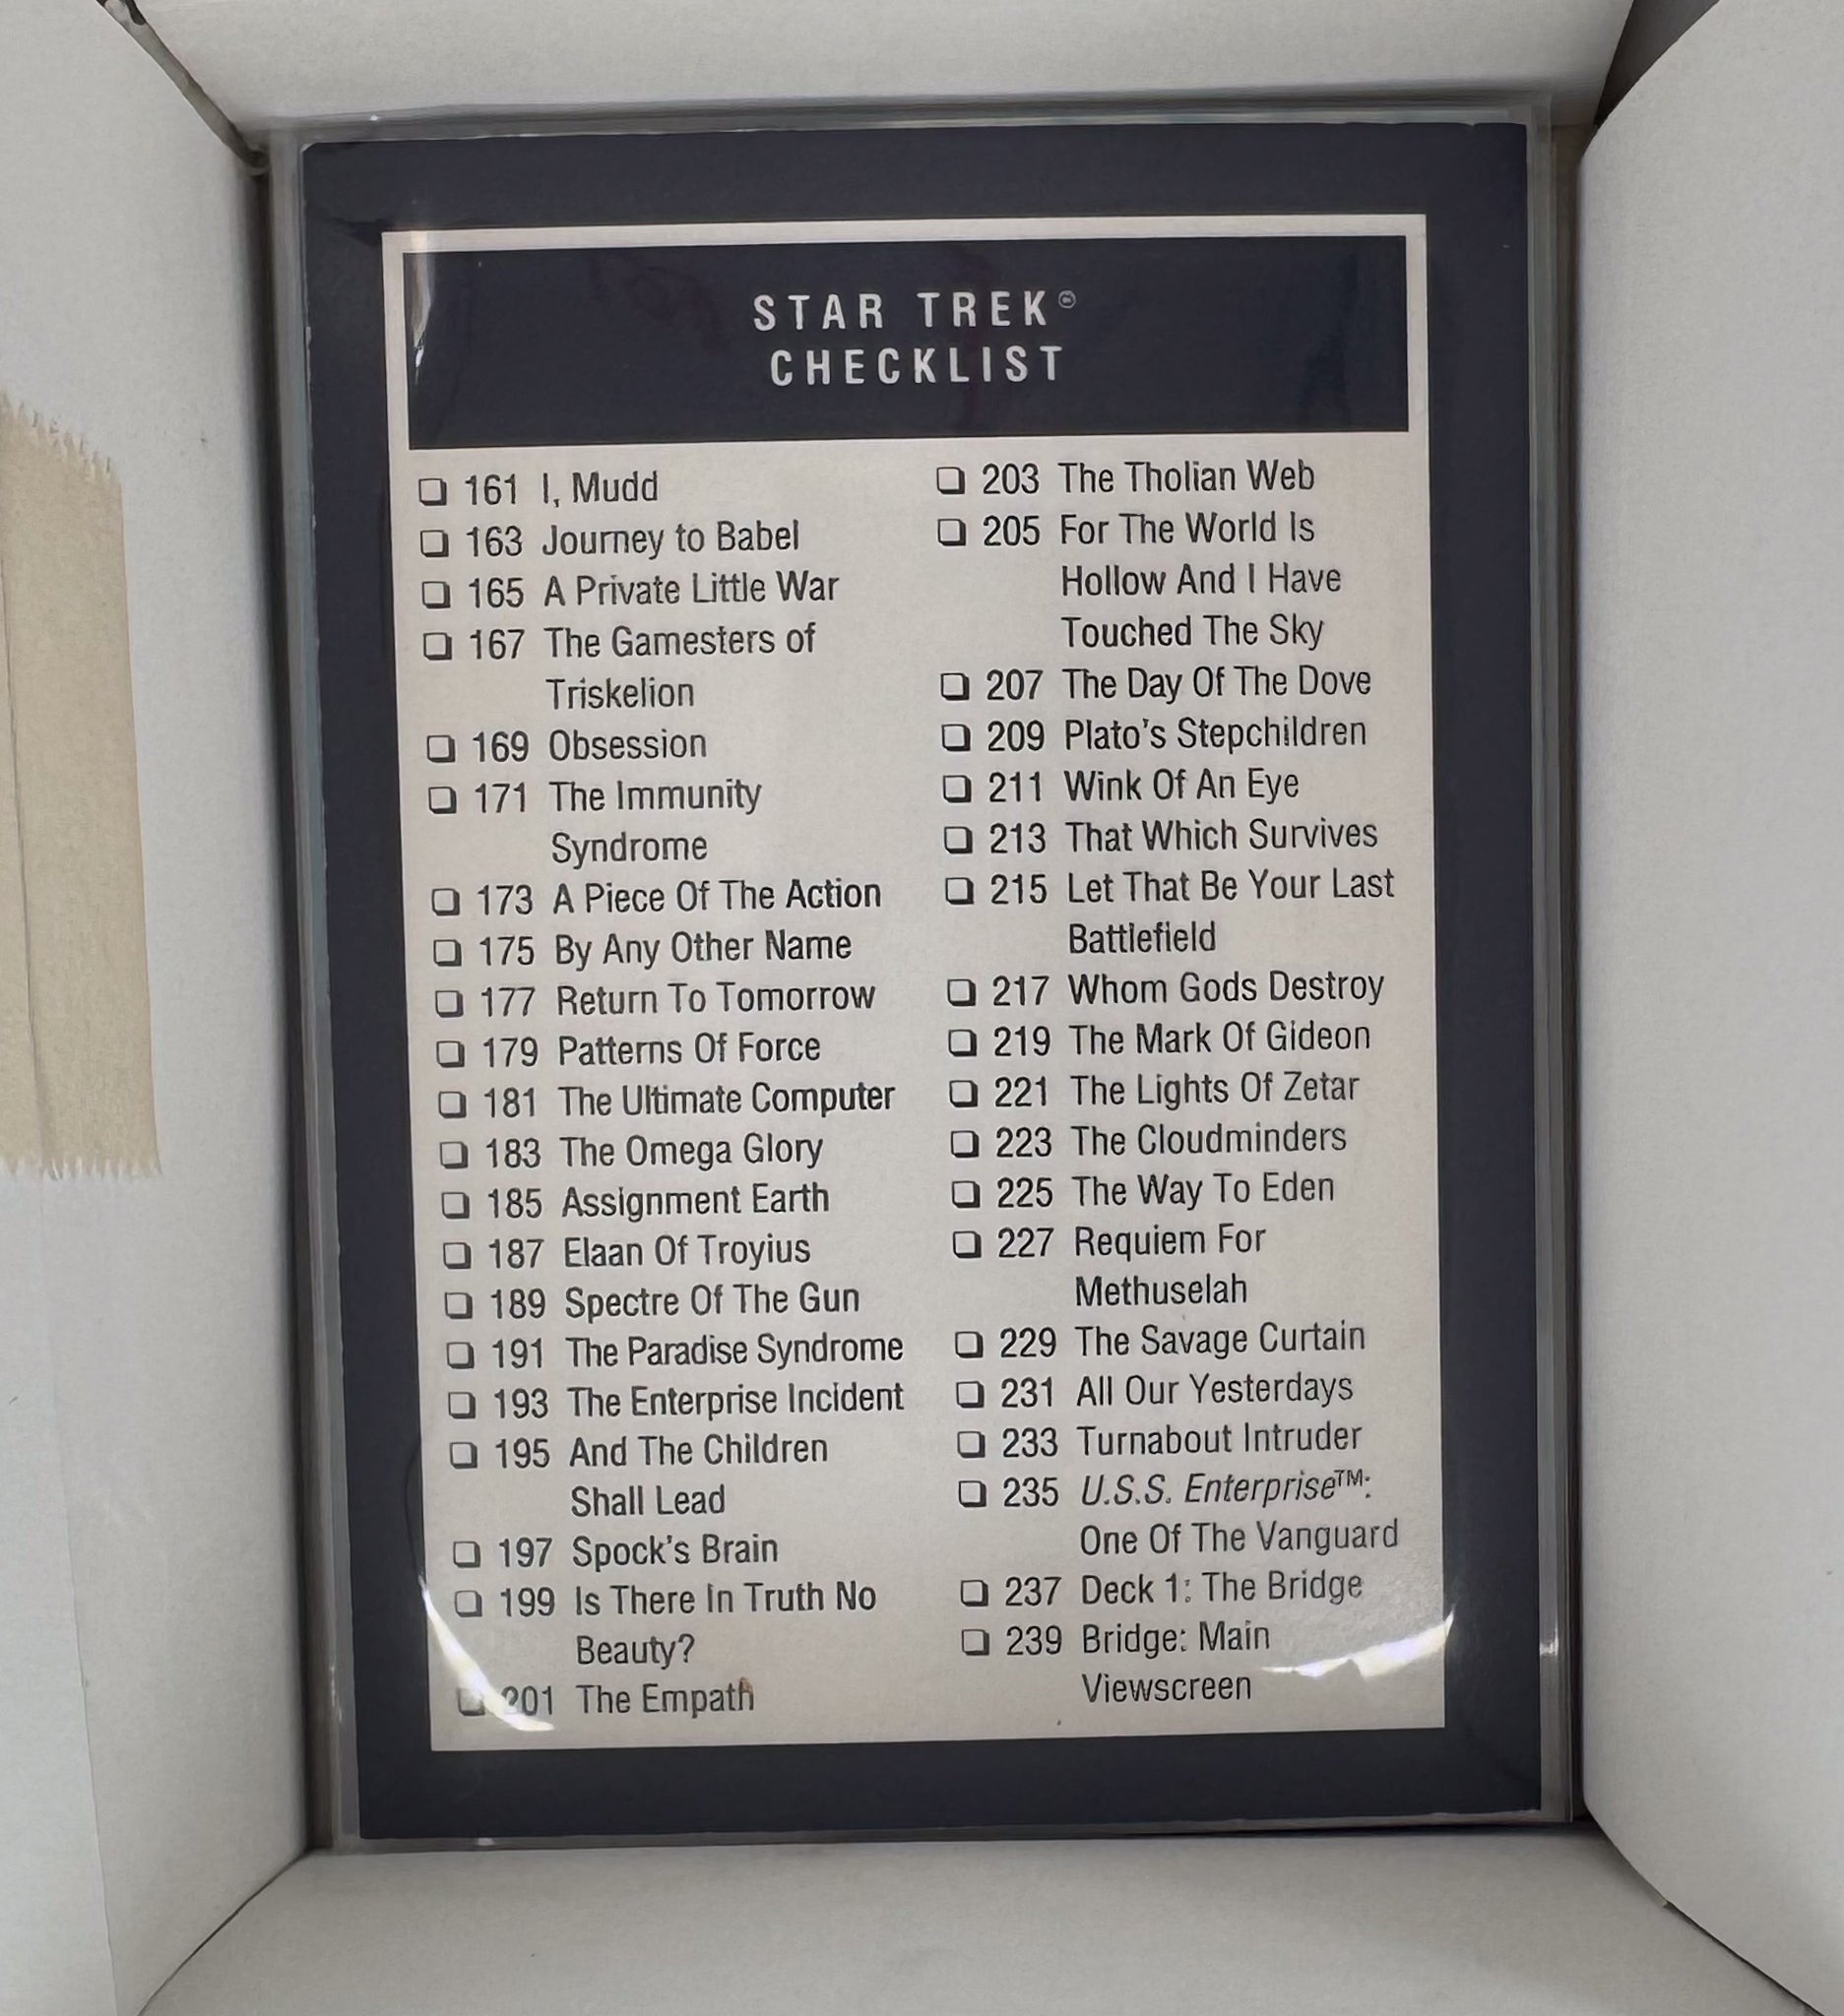 STAR TREK®
CHECKLIST
❏ 161 I, Mudd
❏ 163 Journey to Babel
❏ 165 A Private Little War
❏ 167 The Gamesters of
Triskelion
❏ 169 Obsession
❏ 171 The Immunity
Syndrome
❏ 173 A Piece Of The Action
❏ 175 By Any Other Name
❏ 177 Return To Tomorrow
❏ 179 Patterns Of Force
❏ 181 The Ultimate Computer
❏ 183 The Omega Glory
❏ 185 Assignment Earth
❏ 187 Elaan Of Troyius
❏ 189 Spectre Of The Gun
❏ 191 The Paradise Syndrome
❏ 193 The Enterprise Incident
❏ 195 And The Children
Shall Lead
❏ 197 Spock's Brain
❏ 199 Is There In Truth No
Beauty?
❏ 201 The Empath
❏ 203 The Tholian Web
❏ 205 For The World Is
Hollow And I Have
Touched The Sky
❏ 207 The Day Of The Dove
❏ 209 Plato's Stepchildren
❏ 211 Wink Of An Eye
❏ 213 That Which Survives
❏ 215 Let That Be Your Last
Battlefield
❏ 217 Whom Gods Destroy
❏ 219 The Mark Of Gideon
❏ 221 The Lights Of Zetar
❏ 223 The Cloudminders
❏ 225 The Way To Eden
❏ 227 Requiem For
Methuselah
❏ 229 The Savage Curtain
❏ 231 All Our Yesterdays
❏ 233 Turnabout Intruder
❏ 235 U.S.S. Enterprise™:
One Of The Vanguard
❏ 237 Deck 1: The Bridge
❏ 239 Bridge: Main
Viewscreen